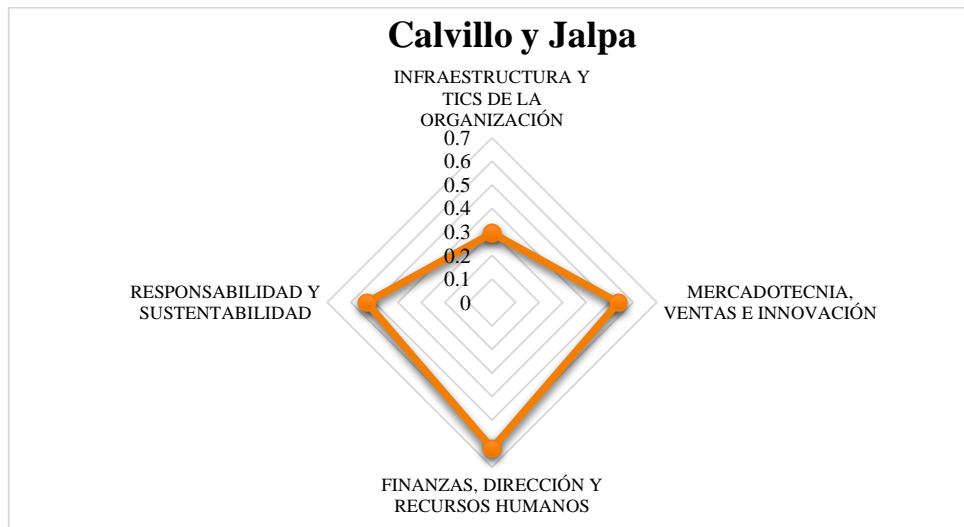 Calvillo y Jalpa
INFRAESTRUCTURA Y
TICS DE LA
ORGANIZACIÓN
0.7
0.6
0.5
0.4
0.3
0.2
0.1
0
RESPONSABILIDAD Y
SUSTENTABILIDAD
MERCADOTECNIA,
VENTAS E INNOVACIÓN
FINANZAS, DIRECCIÓN Y
RECURSOS HUMANOS